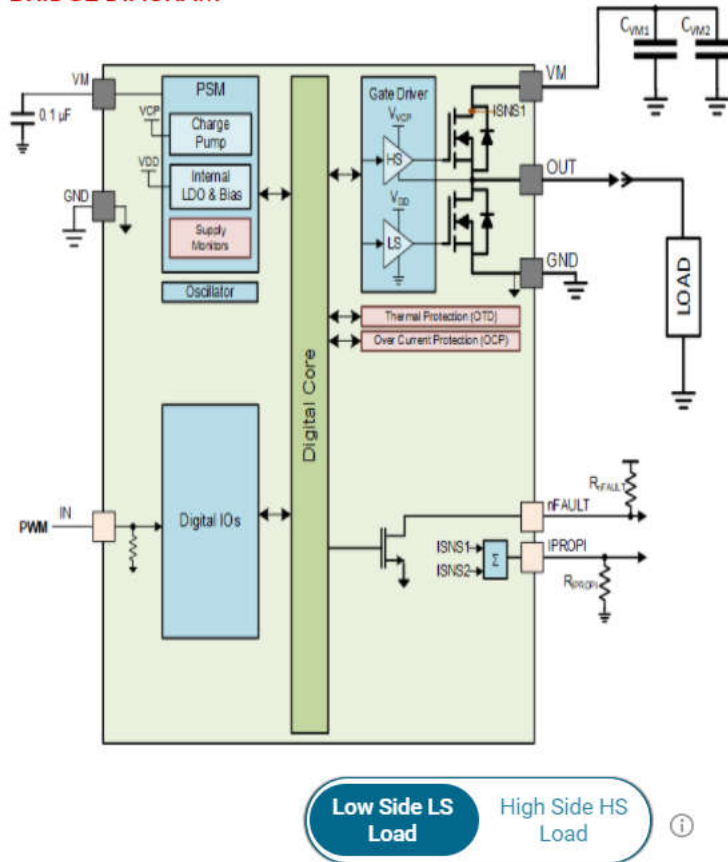 BRIDGE DIAGRAM
CVM1
CVM2
VM
PSM
VM
Gate Driver
ISNS1
0.1 µF
VCP
Charge
Pump
VVCP
HS
OUT
VDD
Internal
LDO & Bias
GND
Supply
Monitors
VDD
LS
GND
LOAD
Oscillator
Thermal Protection (OTD)
Over Current Protection (OCP)
Digital Core
RnFAULT
nFAULT
PWM
IN
Digital IOs
ISNS1
ISNS2
Σ
IPROPI
RIPROPI
Low Side LS
Load
High Side HS
Load
i